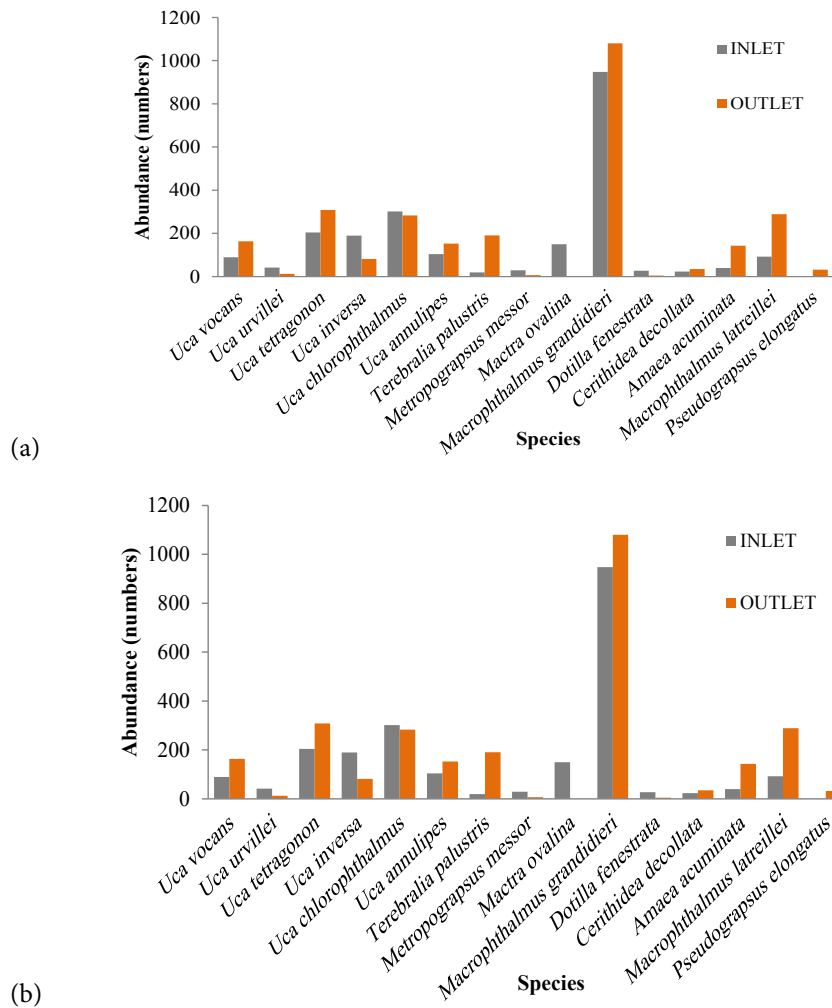 1200
1000
800
600
400
200
0
Abundance (numbers)
INLET
OUTLET
Uca vocans
Uca urvillei
Uca tetragonon
Uca inversa
Uca chlorophthalmus
Uca annulipes
Terebralia palustris
Metropograpsus messor
Mactra ovalina
Macrophthalmus grandidieri
Dotilla fenestrata
Cerithidea decollata
Amaea acuminata
Macrophthalmus latreillei
Pseudograpsus elongatus
Species
(a)
1200
1000
800
600
400
200
0
Abundance (numbers)
INLET
OUTLET
Uca vocans
Uca urvillei
Uca tetragonon
Uca inversa
Uca chlorophthalmus
Uca annulipes
Terebralia palustris
Metropograpsus messor
Mactra ovalina
Macrophthalmus grandidieri
Dotilla fenestrata
Cerithidea decollata
Amaea acuminata
Macrophthalmus latreillei
Pseudograpsus elongatus
Species
(b)